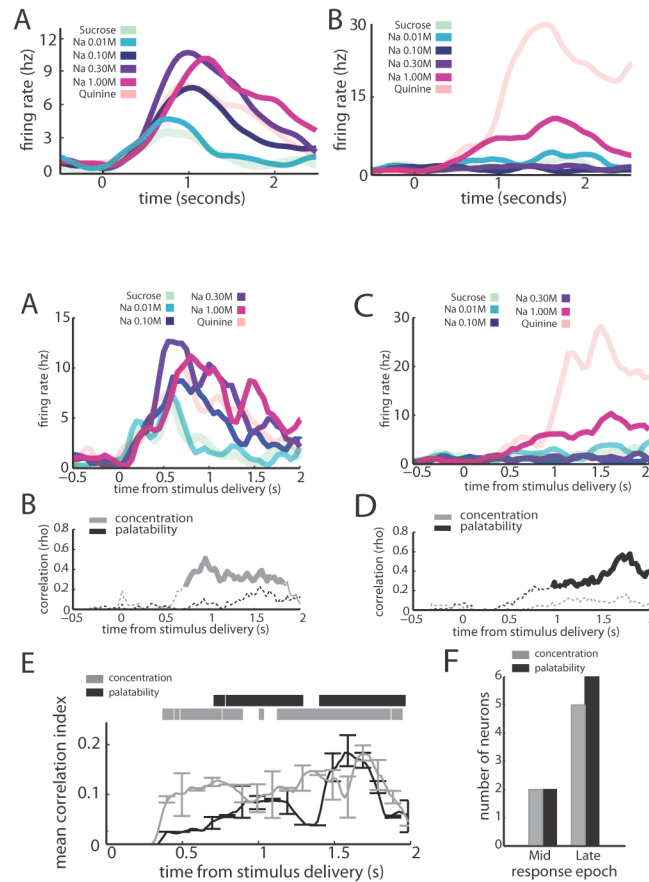 A
Sucrose
Na 0.01M
Na 0.10M
Na 0.30M
Na 1.00M
Quinine
firing rate (hz)
12
9
6
3
0
0 1 2
time (seconds)
B
Sucrose
Na 0.01M
Na 0.10M
Na 0.30M
Na 1.00M
Quinine
firing rate (hz)
30
15
0
0 1 2
time (seconds)
A
Sucrose Na 0.30M
Na 0.01M Na 1.00M
Na 0.10M Quinine
firing rate (hz)
15
10
5
0
−0.5 0 0.5 1 1.5 2
time from stimulus delivery (s)
C
Sucrose Na 0.30M
Na 0.01M Na 1.00M
Na 0.10M Quinine
firing rate (hz)
30
20
10
0
−0.5 0 0.5 1 1.5 2
time from stimulus delivery (s)
B
concentration
palatability
correlation (rho)
0.8
0.6
0.4
0.2
0
−0.5 0 0.5 1 1.5 2
time from stimulus delivery (s)
D
concentration
palatability
correlation (rho)
0.8
0.6
0.4
0.2
0
−0.5 0 0.5 1 1.5 2
time from stimulus delivery (s)
E
concentration
palatability
mean correlation index
0.2
0.1
0
0 0.5 1 1.5 2
time from stimulus delivery (s)
F
concentration
palatability
number of neurons
6
5
4
3
2
1
0
Mid Late
response epoch